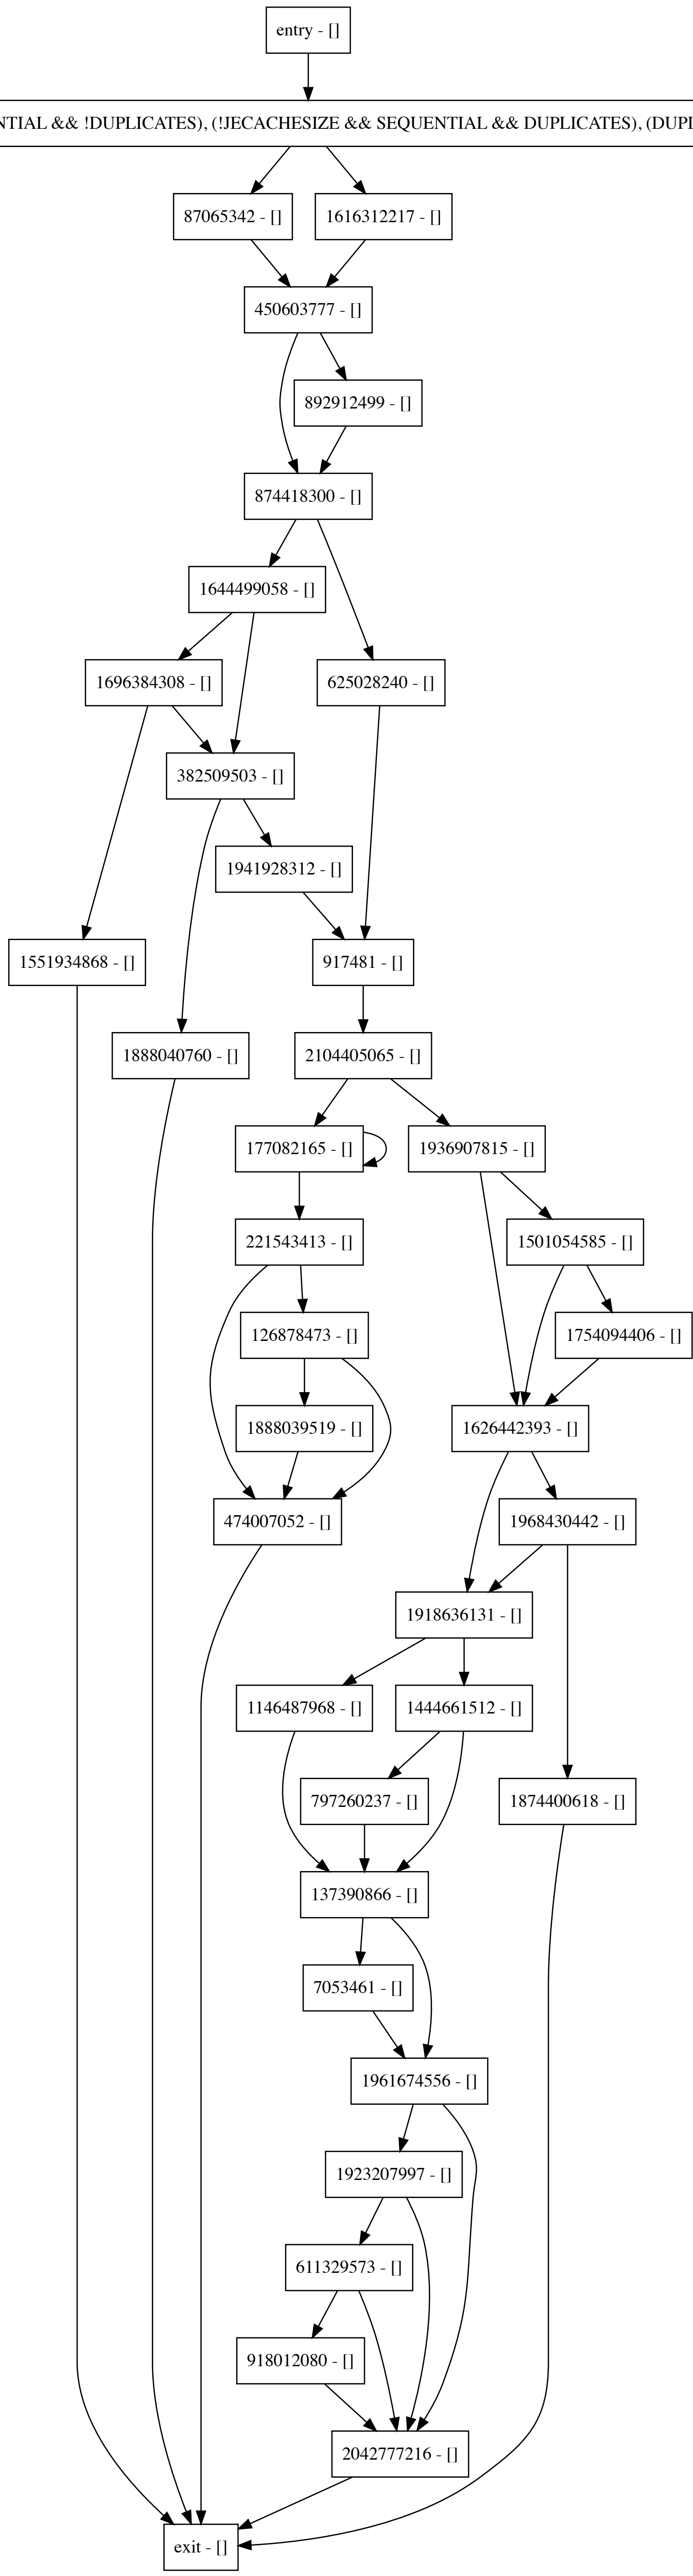 entry - []
NTIAL && !DUPLICATES), (!JECACHESIZE && SEQUENTIAL && DUPLICATES), (DUPL
87065342 - []
1616312217 - []
450603777 - []
892912499 - []
874418300 - []
1644499058 - []
1696384308 - []
625028240 - []
382509503 - []
1941928312 - []
1551934868 - []
917481 - []
1888040760 - []
2104405065 - []
177082165 - []
1936907815 - []
221543413 - []
1501054585 - []
126878473 - []
1754094406 - []
1888039519 - []
1626442393 - []
474007052 - []
1968430442 - []
1918636131 - []
1146487968 - []
1444661512 - []
797260237 - []
1874400618 - []
137390866 - []
7053461 - []
1961674556 - []
1923207997 - []
611329573 - []
918012080 - []
2042777216 - []
exit - []